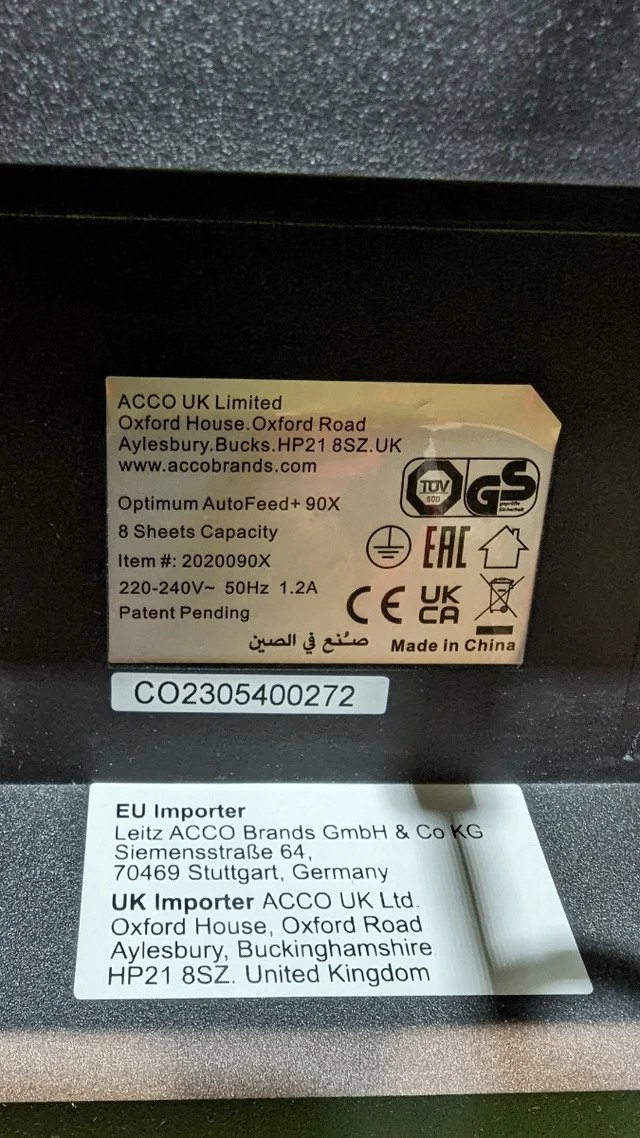 ACCO UK Limited
Oxford House.Oxford Road
Aylesbury.Bucks.HP21 8SZ.UK
www.accobrands.com
Optimum AutoFeed+ 90X
8 Sheets Capacity
Item #: 2020090X
220-240V~ 50Hz 1.2A
Patent Pending
TÜV
SÜD
GS
geprüfte
Sicherheit
EAC
CE
UK
CA
صُنع في الصين
Made in China
CO2305400272
EU Importer
Leitz ACCO Brands GmbH & Co KG
Siemensstraße 64,
70469 Stuttgart, Germany
UK Importer ACCO UK Ltd.
Oxford House, Oxford Road
Aylesbury, Buckinghamshire
HP21 8SZ. United Kingdom